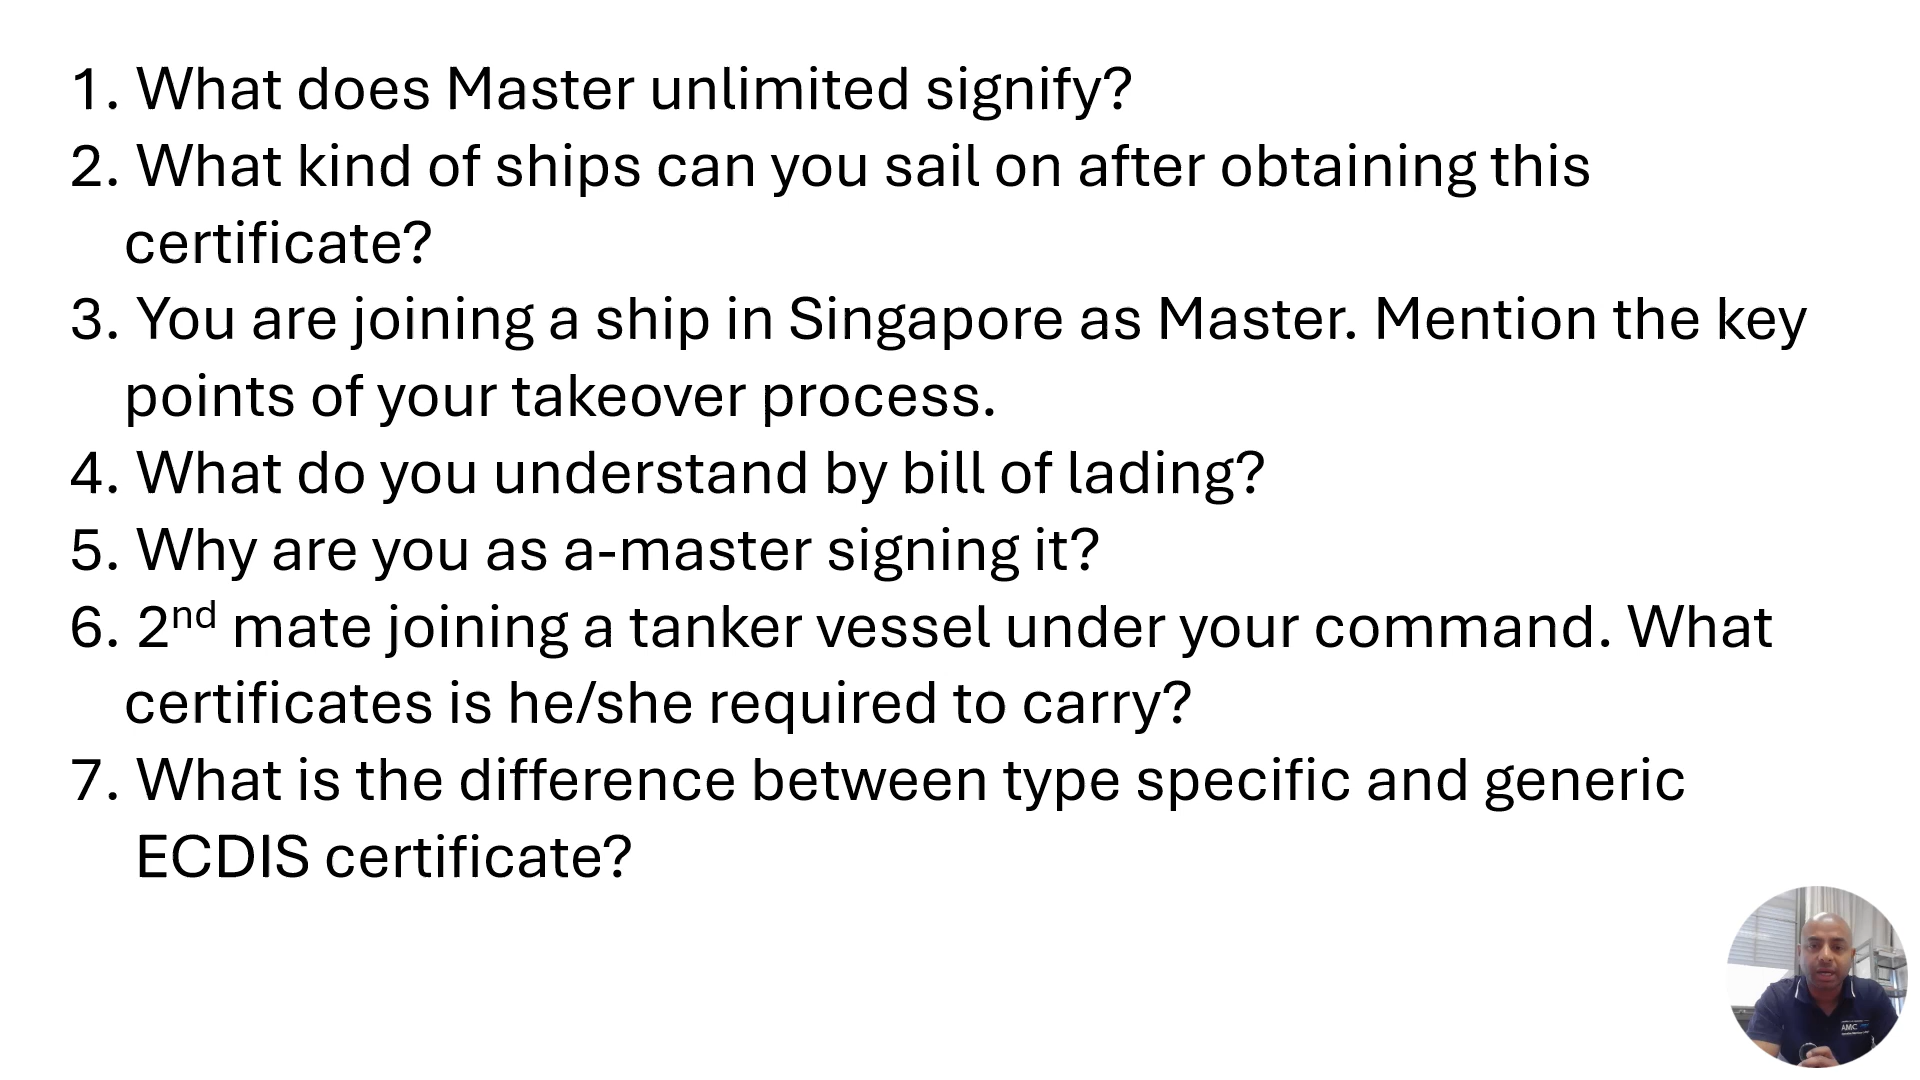 1. What does Master unlimited signify?
2. What kind of ships can you sail on after obtaining this
certificate?
3. You are joining a ship in Singapore as Master. Mention the key
points of your takeover process.
4. What do you understand by bill of lading?
5. Why are you as a-master signing it?
6. 2nd mate joining a tanker vessel under your command. What
certificates is he/she required to carry?
7. What is the difference between type specific and generic
ECDIS certificate?
AMC